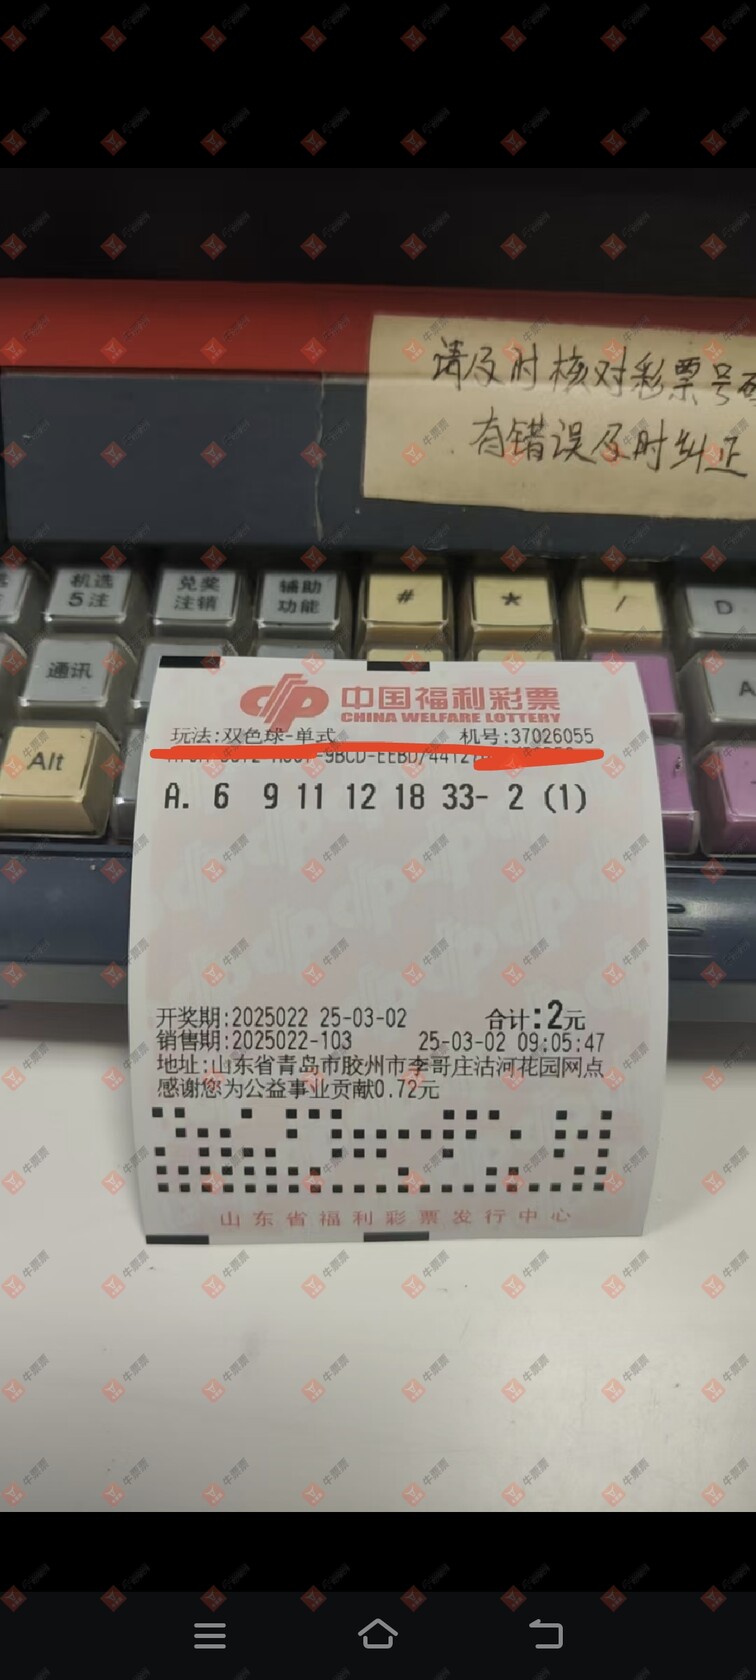 请及时核对彩票号码
有错误及时纠正
机选
5注
兑奖
注销
辅助
功能
#
*
/
D
通讯
A
Alt
中国福利彩票
CHINA WELFARE LOTTERY
玩法:双色球-单式 机号:37026055
A. 6 9 11 12 18 33- 2 (1)
开奖期:2025022 25-03-02 合计:2元
销售期:2025022-103 25-03-02 09:05:47
地址:山东省青岛市胶州市李哥庄沽河花园网点
感谢您为公益事业贡献0.72元
山东省福利彩票发行中心
牛票票